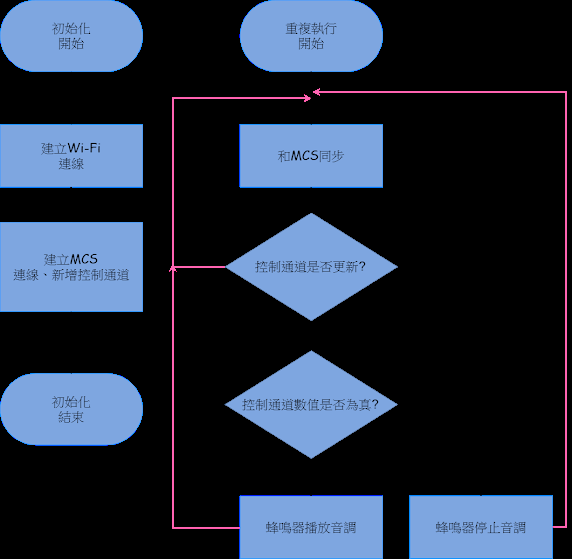 初始化
開始
建立Wi-Fi
連線
建立MCS
連線、新增控制通道
初始化
結束
重複執行
開始
和MCS同步
控制通道是否更新?
控制通道數值是否為真?
蜂鳴器播放音調
蜂鳴器停止音調